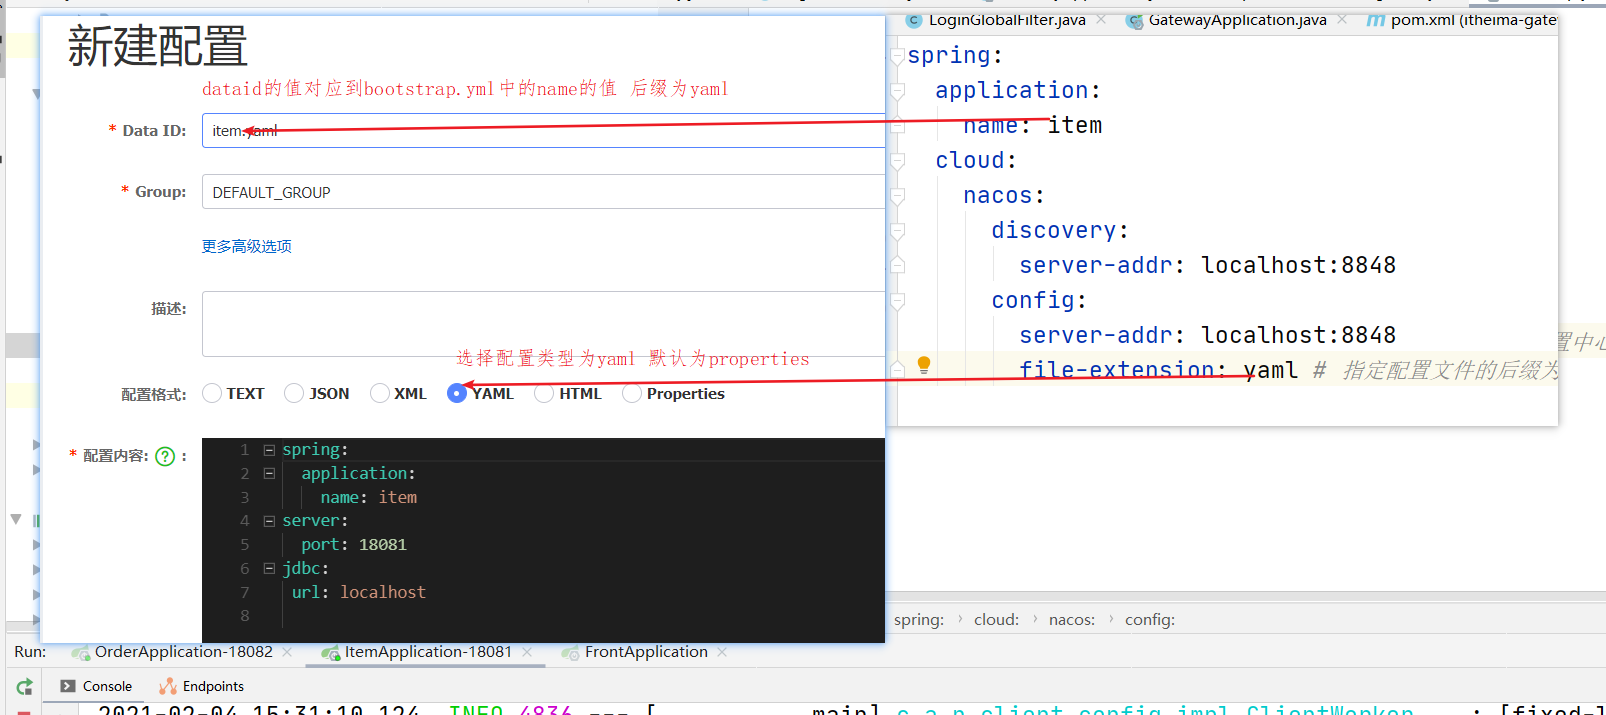 LoginGlobalFilter.java
GatewayApplication.java
pom.xml (itheima-gate
新建配置
dataid的值对应到bootstrap.yml中的name的值 后缀为yaml
* Data ID:
item.yaml
* Group:
DEFAULT_GROUP
更多高级选项
描述:
选择配置类型为yaml 默认为properties
配置格式:
TEXT JSON XML YAML HTML Properties
* 配置内容: ? :
1 spring:
2 application:
3 name: item
4 server:
5 port: 18081
6 jdbc:
7 url: localhost
8
spring:
application:
name: item
cloud:
nacos:
discovery:
server-addr: localhost:8848
config:
server-addr: localhost:8848
file-extension: yaml # 指定配置文件的后缀为
置中心
spring: › cloud: › nacos: › config:
Run: OrderApplication-18082 ItemApplication-18081 FrontApplication
Console Endpoints
2021-02-04 15:31:10.124 INFO 4836 --- [ main] c.a.n.client.config.impl.ClientWorker : [fixed-l